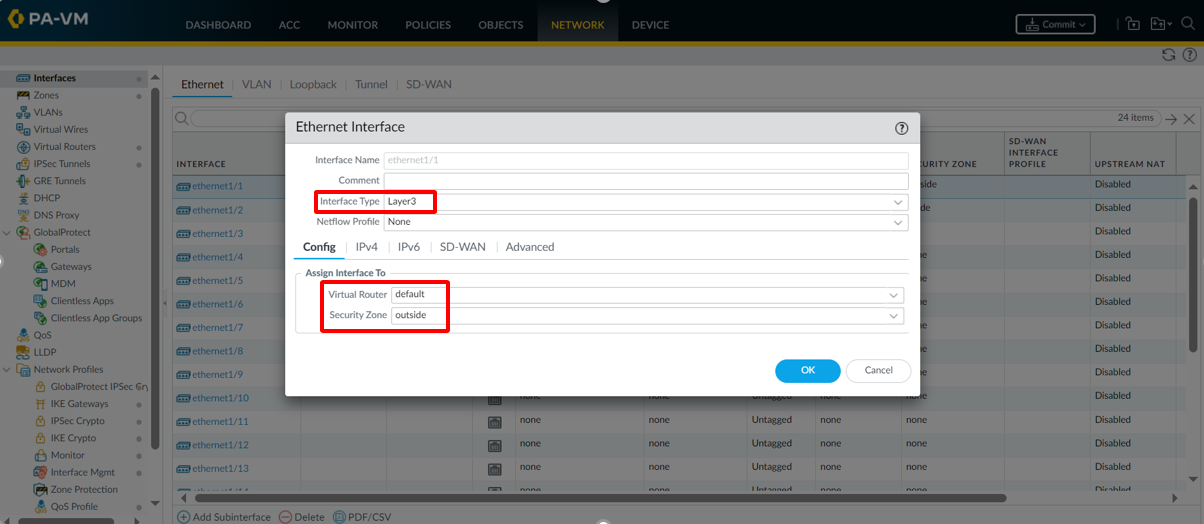 PA-VM DASHBOARD ACC MONITOR POLICIES OBJECTS NETWORK DEVICE Commit
Interfaces
Zones
VLANs
Virtual Wires
Virtual Routers
IPSec Tunnels
GRE Tunnels
DHCP
DNS Proxy
GlobalProtect
Portals
Gateways
MDM
Clientless Apps
Clientless App Groups
QoS
LLDP
Network Profiles
GlobalProtect IPSec Cry
IKE Gateways
IPSec Crypto
IKE Crypto
Monitor
Interface Mgmt
Zone Protection
QoS Profile
Ethernet VLAN Loopback Tunnel SD-WAN
24 items
INTERFACE CURITY ZONE SD-WAN INTERFACE PROFILE UPSTREAM NAT
ethernet1/1 side Disabled
ethernet1/2 de Disabled
ethernet1/3 ne Disabled
ethernet1/4 ne Disabled
ethernet1/5 ne Disabled
ethernet1/6 ne Disabled
ethernet1/7 ne Disabled
ethernet1/8 ne Disabled
ethernet1/9 ne Disabled
ethernet1/10 none none Untagged none none Disabled
ethernet1/11 none none Untagged none none Disabled
ethernet1/12 none none Untagged none none Disabled
ethernet1/13 none none Untagged none none Disabled
Add Subinterface Delete PDF/CSV
Ethernet Interface
Interface Name ethernet1/1
Comment
Interface Type Layer3
Netflow Profile None
Config IPv4 IPv6 SD-WAN Advanced
Assign Interface To
Virtual Router default
Security Zone outside
OK Cancel